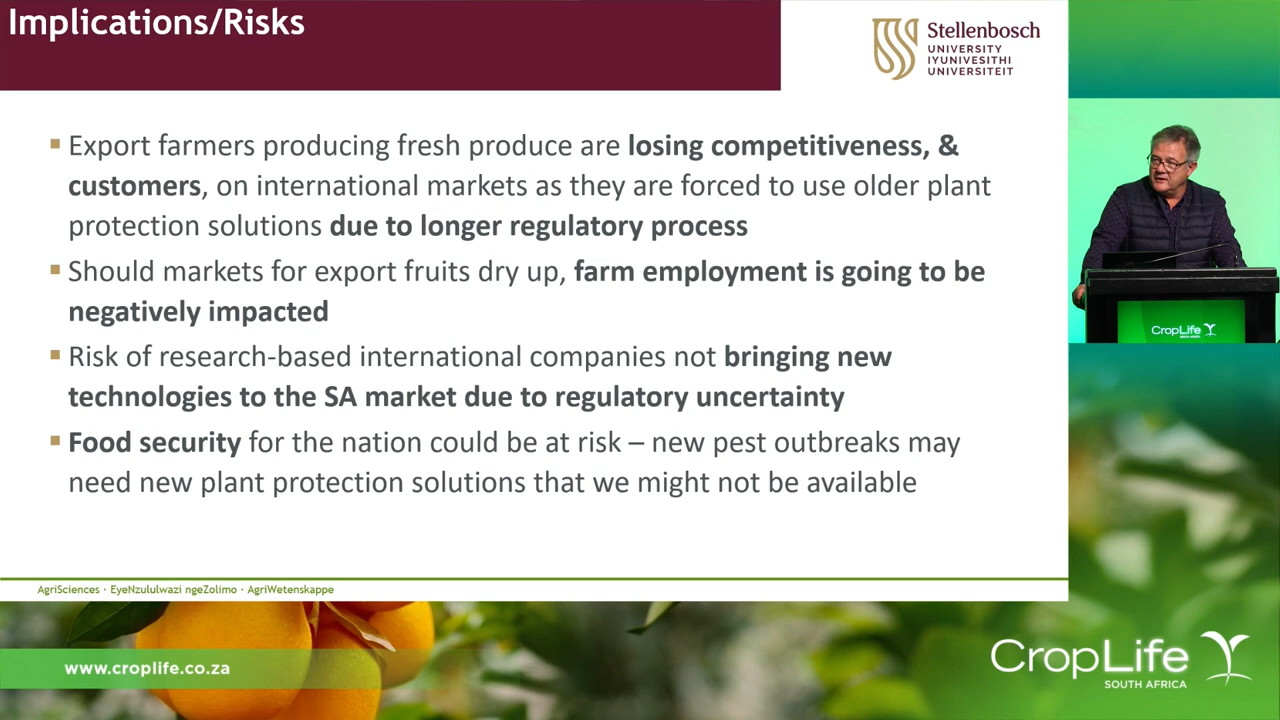 Implications/Risks
Stellenbosch
UNIVERSITY
IYUNIVESITHI
UNIVERSITEIT
▪ Export farmers producing fresh produce are losing competitiveness, &
customers, on international markets as they are forced to use older plant
protection solutions due to longer regulatory process
▪ Should markets for export fruits dry up, farm employment is going to be
negatively impacted
▪ Risk of research-based international companies not bringing new
technologies to the SA market due to regulatory uncertainty
▪ Food security for the nation could be at risk – new pest outbreaks may
need new plant protection solutions that we might not be available
AgriSciences · EyeNzululwazi ngeZolimo · AgriWetenskappe
CropLife
SOUTH AFRICA
www.croplife.co.za
CropLife
SOUTH AFRICA